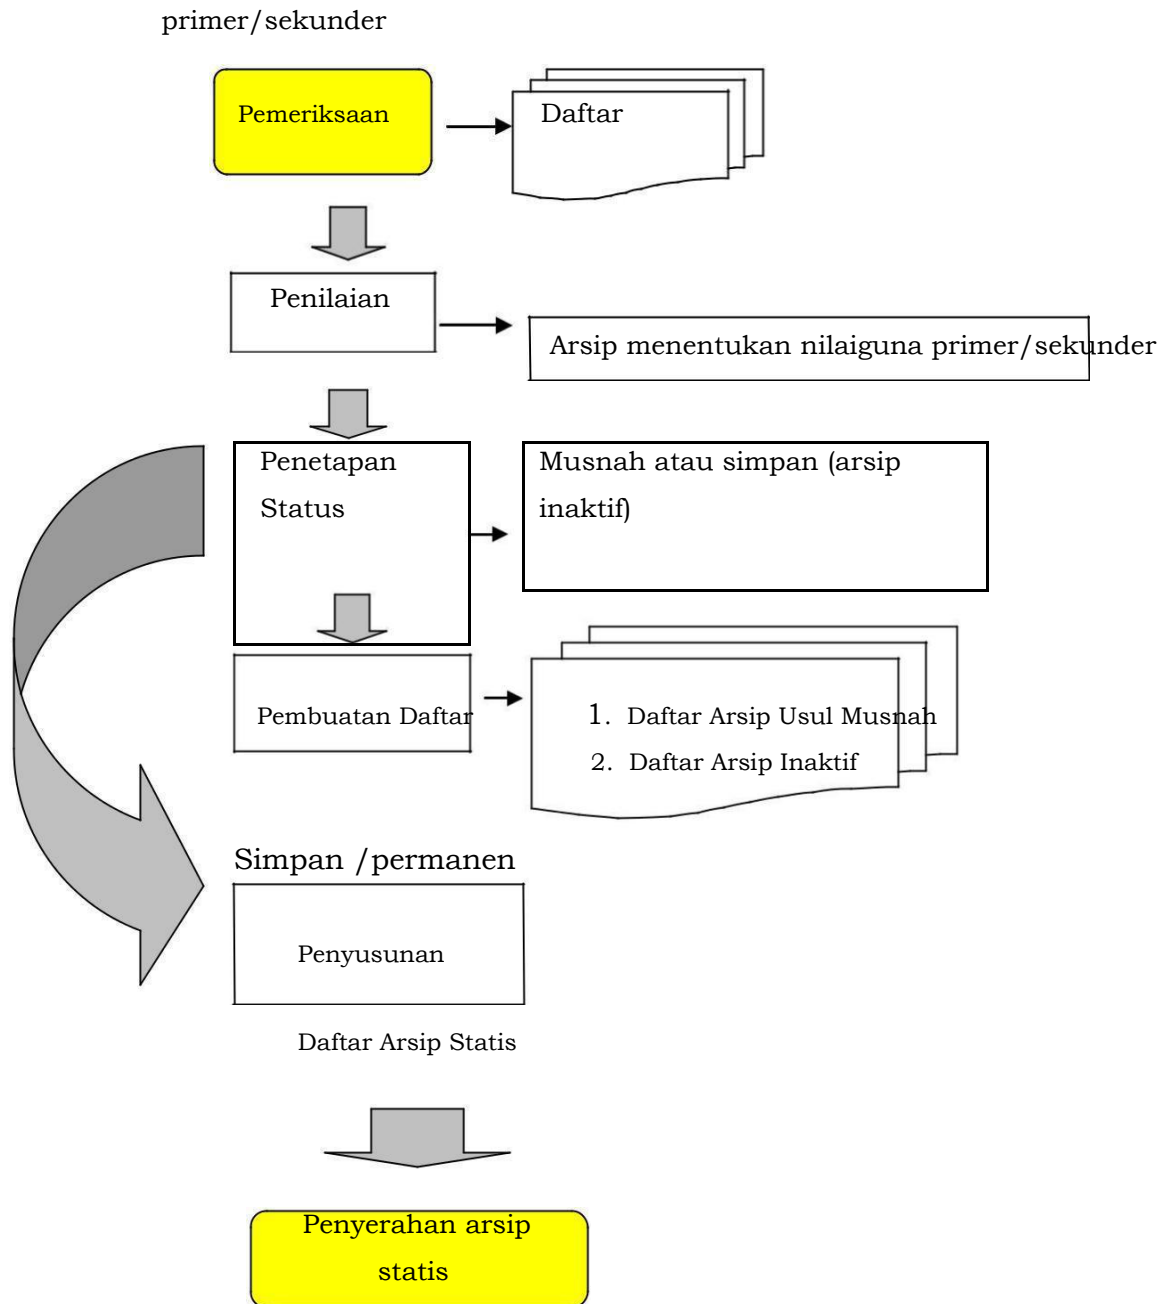 primer/sekunder
Pemeriksaan
Daftar
Penilaian
Arsip menentukan nilaiguna primer/sekunder
Penetapan
Status
Musnah atau simpan (arsip
inaktif)
Pembuatan Daftar
1. Daftar Arsip Usul Musnah
2. Daftar Arsip Inaktif
Simpan /permanen
Penyusunan
Daftar Arsip Statis
Penyerahan arsip
statis